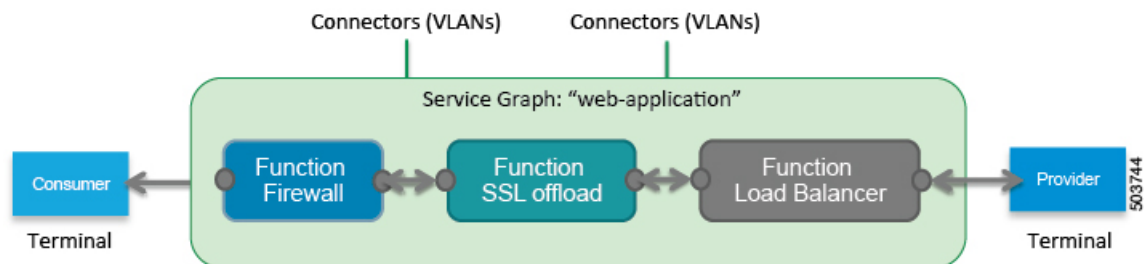 Connectors (VLANs)
Connectors (VLANs)
Service Graph: “web-application”
Consumer
Function
Firewall
Function
SSL offload
Function
Load Balancer
Provider
503744
Terminal
Terminal